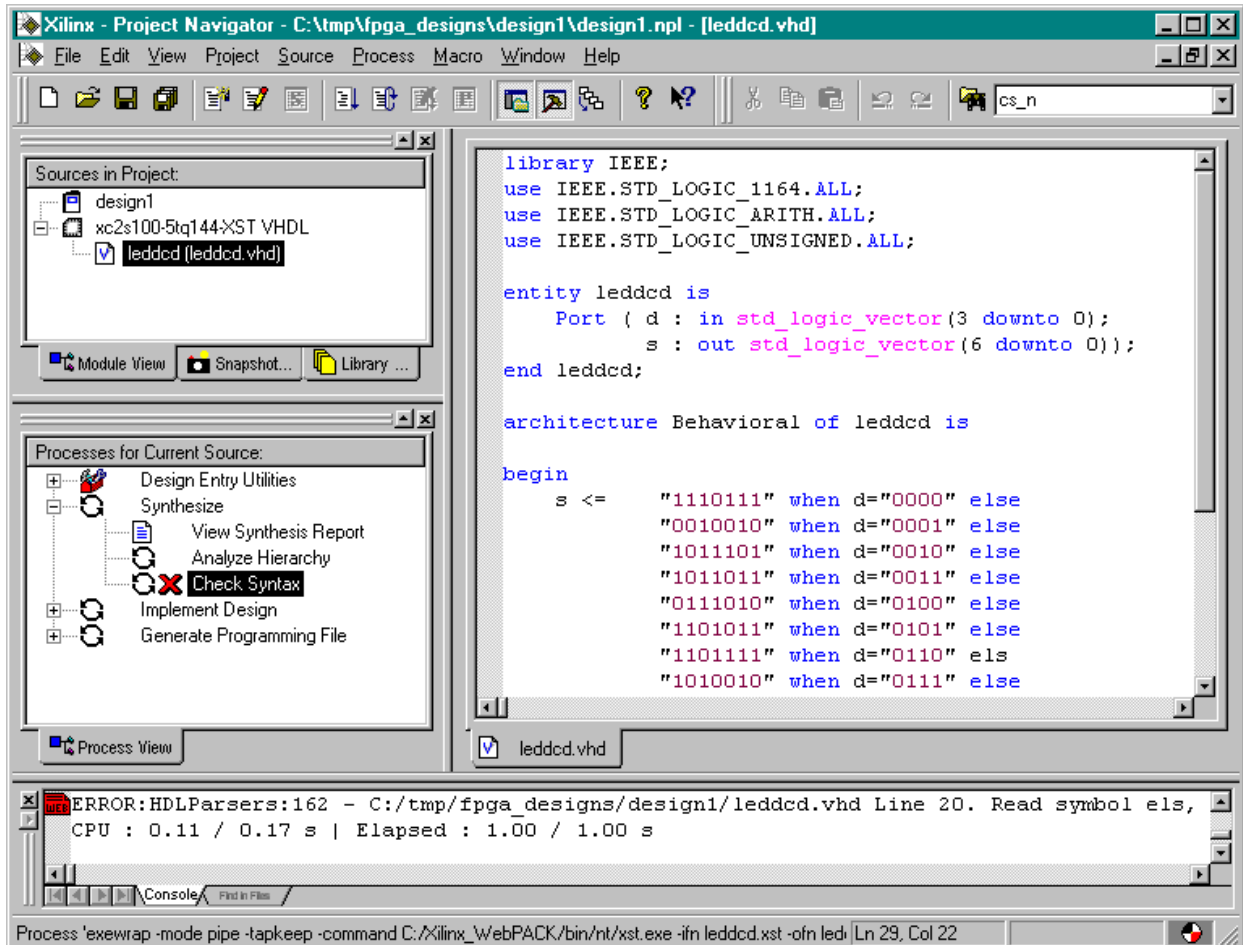 Xilinx - Project Navigator - C:\tmp\fpga_designs\design1\design1.npl - [leddcd.vhd]
File Edit View Project Source Process Macro Window Help
cs_n
Sources in Project:
design1
xc2s100-5tq144-XST VHDL
leddcd (leddcd.vhd)
Module View Snapshot... Library ...
Processes for Current Source:
Design Entry Utilities
Synthesize
View Synthesis Report
Analyze Hierarchy
Check Syntax
Implement Design
Generate Programming File
Process View
library IEEE;
use IEEE.STD_LOGIC_1164.ALL;
use IEEE.STD_LOGIC_ARITH.ALL;
use IEEE.STD_LOGIC_UNSIGNED.ALL;
entity leddcd is
Port ( d : in std_logic_vector(3 downto 0);
s : out std_logic_vector(6 downto 0));
end leddcd;
architecture Behavioral of leddcd is
begin
s <= "1110111" when d="0000" else
"0010010" when d="0001" else
"1011101" when d="0010" else
"1011011" when d="0011" else
"0111010" when d="0100" else
"1101011" when d="0101" else
"1101111" when d="0110" els
"1010010" when d="0111" else
leddcd.vhd
WEB
ERROR:HDLParsers:162 - C:/tmp/fpga_designs/design1/leddcd.vhd Line 20. Read symbol els,
CPU : 0.11 / 0.17 s | Elapsed : 1.00 / 1.00 s
Console Find in Files
Process 'exewrap -mode pipe -tapkeep -command C:/Xilinx_WebPACK/bin/nt/xst.exe -ifn leddcd.xst -ofn led Ln 29, Col 22